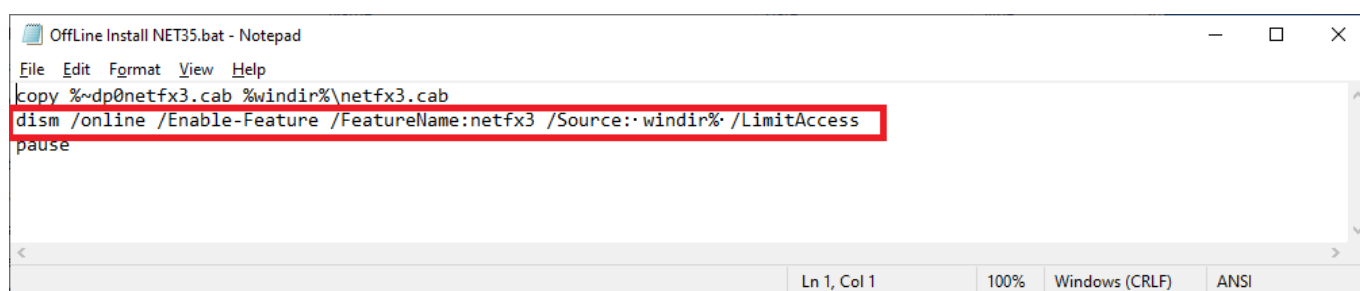 OffLine Install NET35.bat - Notepad
File Edit Format View Help
copy %~dp0netfx3.cab %windir%\netfx3.cab
dism /online /Enable-Feature /FeatureName:netfx3 /Source:· windir%· /LimitAccess
pause
Ln 1, Col 1 100% Windows (CRLF) ANSI